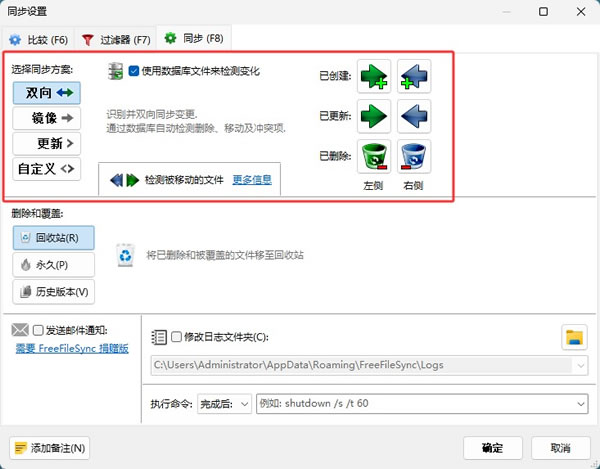 同步设置
比较 (F6)
过滤器 (F7)
同步 (F8)
选择同步方案:
双向
镜像
更新
自定义
使用数据库文件来检测变化
识别并双向同步变更.
通过数据库自动检测删除、移动及冲突项.
检测被移动的文件 更多信息
已创建:
已更新:
已删除:
左侧 右侧
删除和覆盖:
回收站(R)
永久(P)
历史版本(V)
将已删除和被覆盖的文件移至回收站
发送邮件通知:
需要 FreeFileSync 捐赠版
修改日志文件夹(C):
C:\Users\Administrator\AppData\Roaming\FreeFileSync\Logs
执行命令: 完成后: 例如: shutdown /s /t 60
添加备注(N)
确定
取消